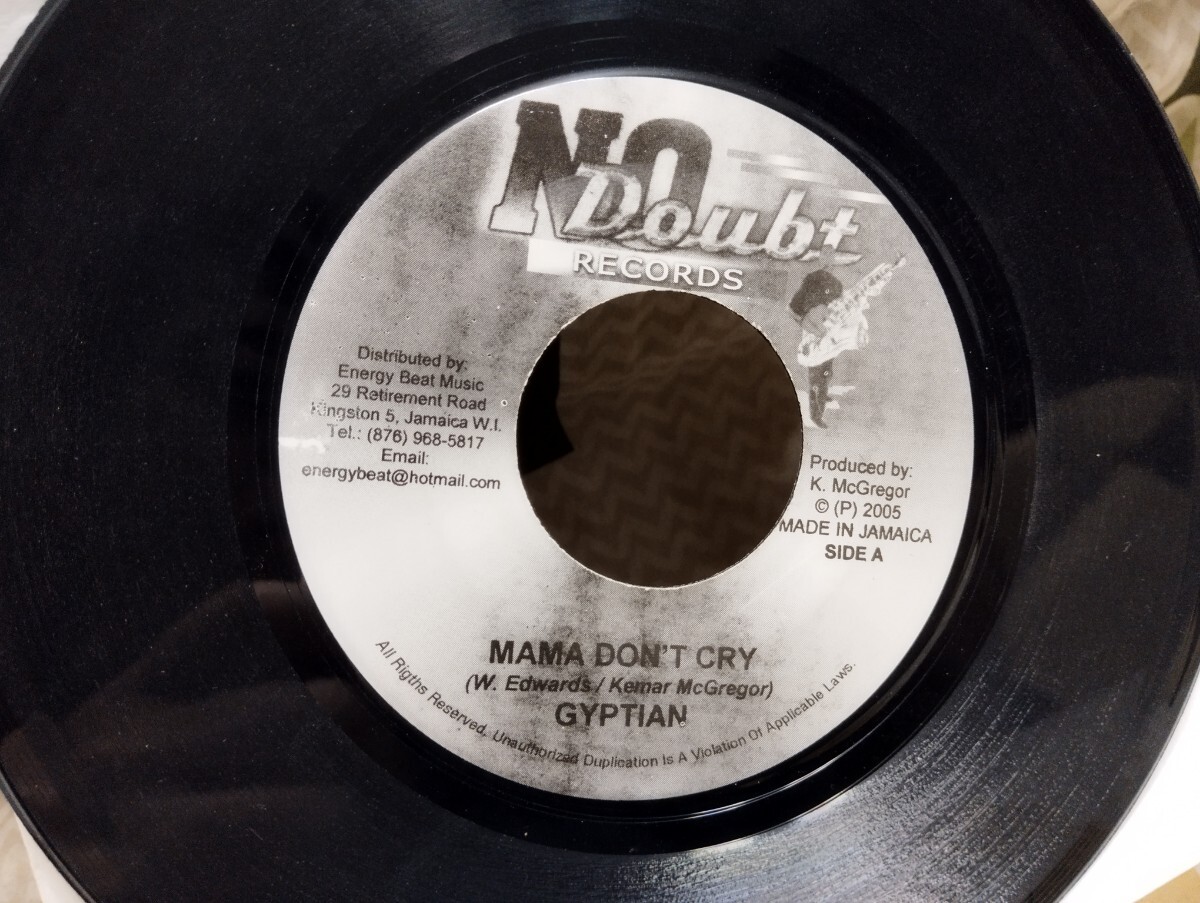 NO
Doubt
RECORDS
Distributed by:
Energy Beat Music
29 Retirement Road
Kingston 5, Jamaica W.I.
Tel.: (876) 968-5817
Email:
energybeat@hotmail.com
Produced by:
K. McGregor
© (P) 2005
MADE IN JAMAICA
SIDE A
MAMA DON'T CRY
(W. Edwards / Kemar McGregor)
GYPTIAN
All Rigths Reserved. Unauthorized Duplication Is A Violation Of Applicable Laws.